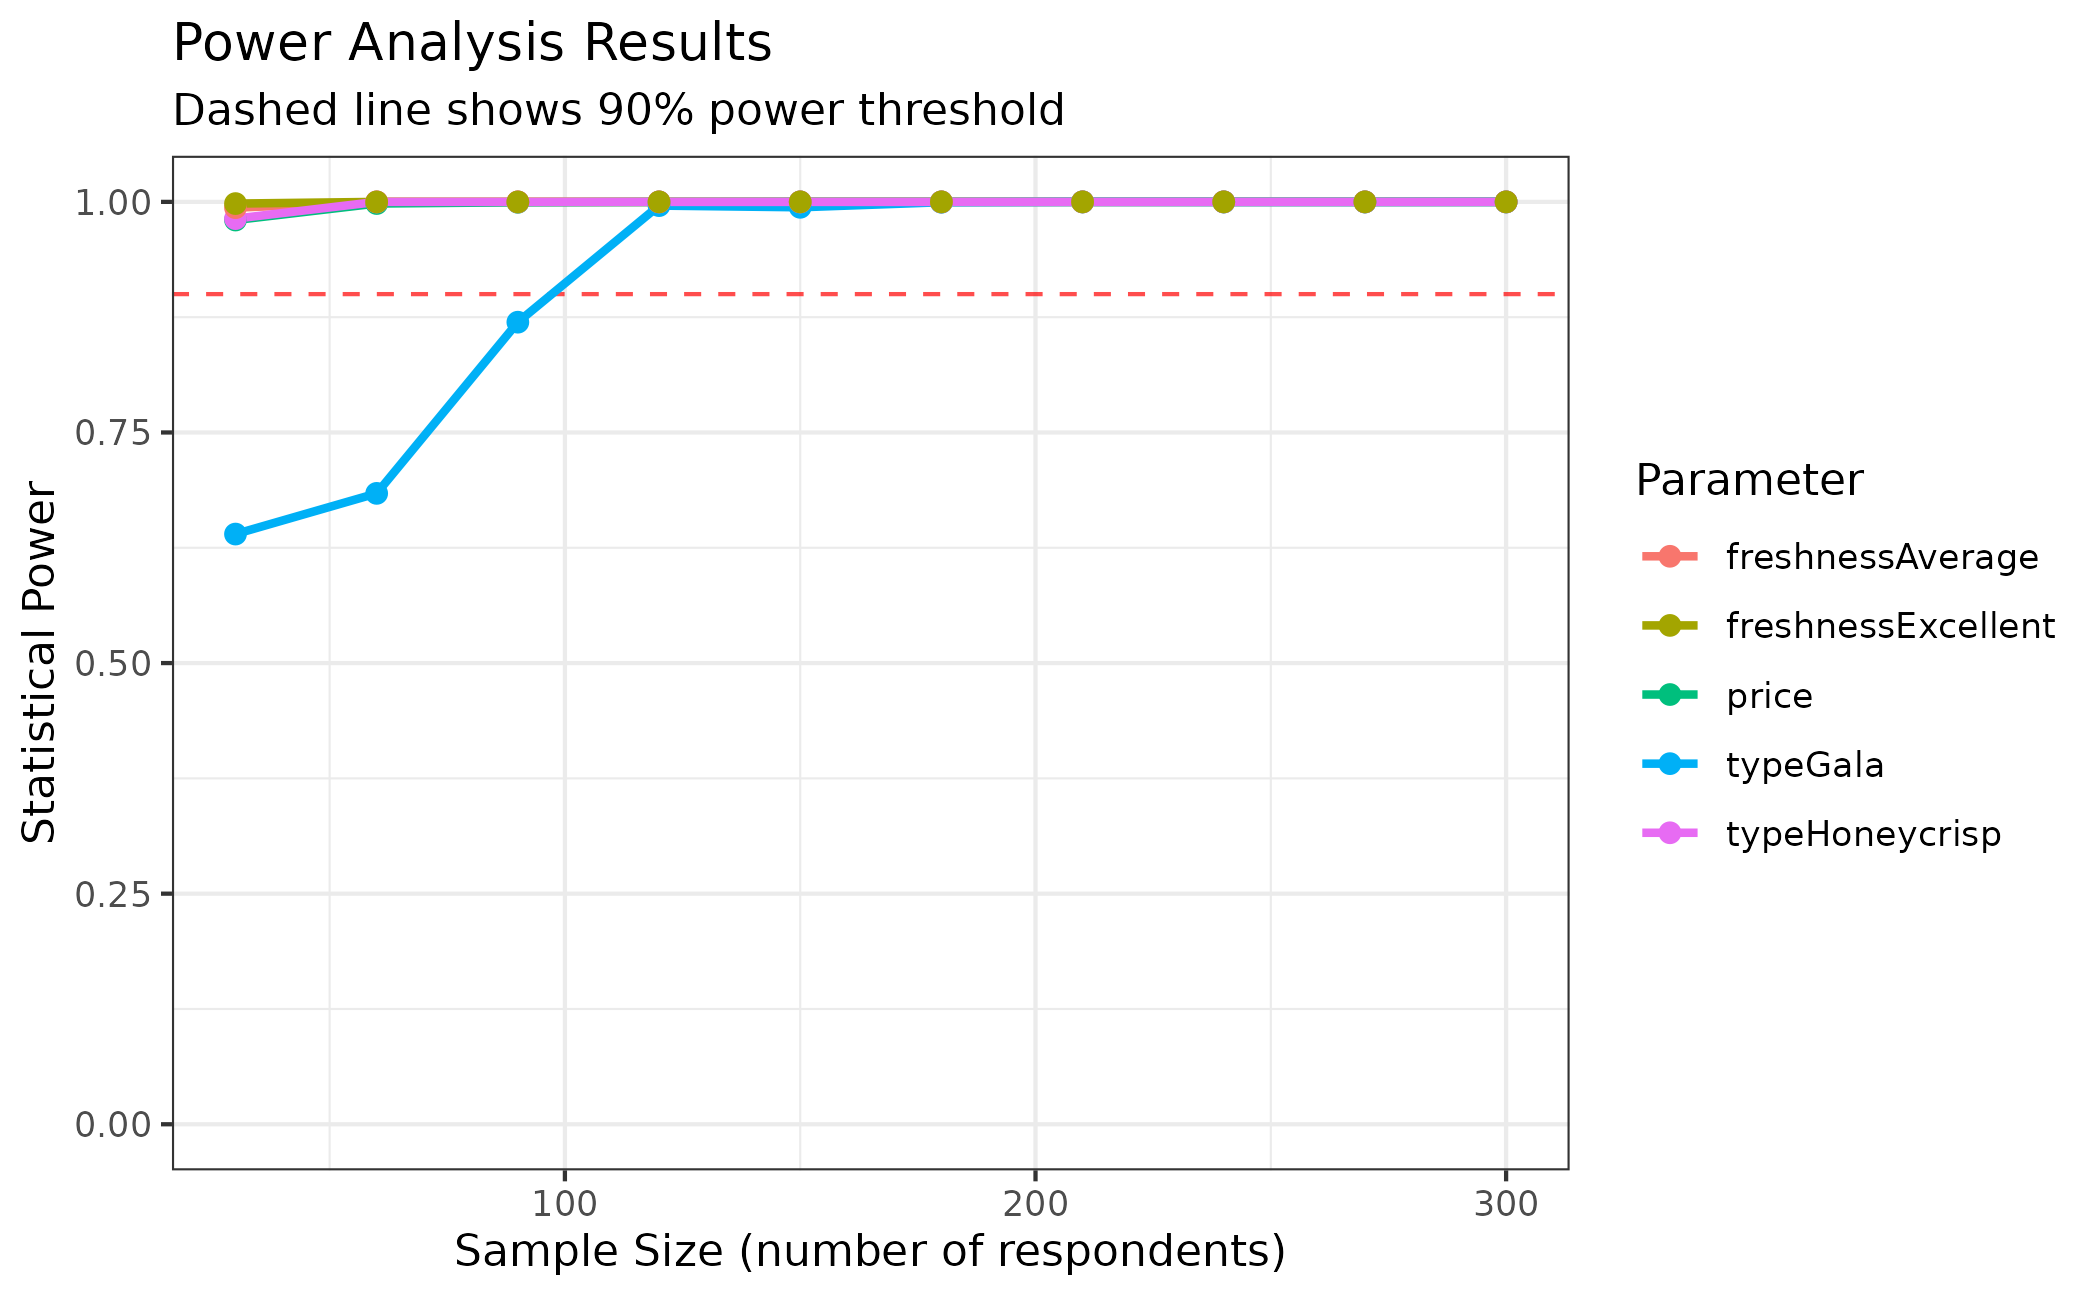 Power Analysis Results
Dashed line shows 90% power threshold
1.00
0.75
0.50
0.25
0.00
Statistical Power
100
200
300
Sample Size (number of respondents)
Parameter
freshnessAverage
freshnessExcellent
price
typeGala
typeHoneycrisp